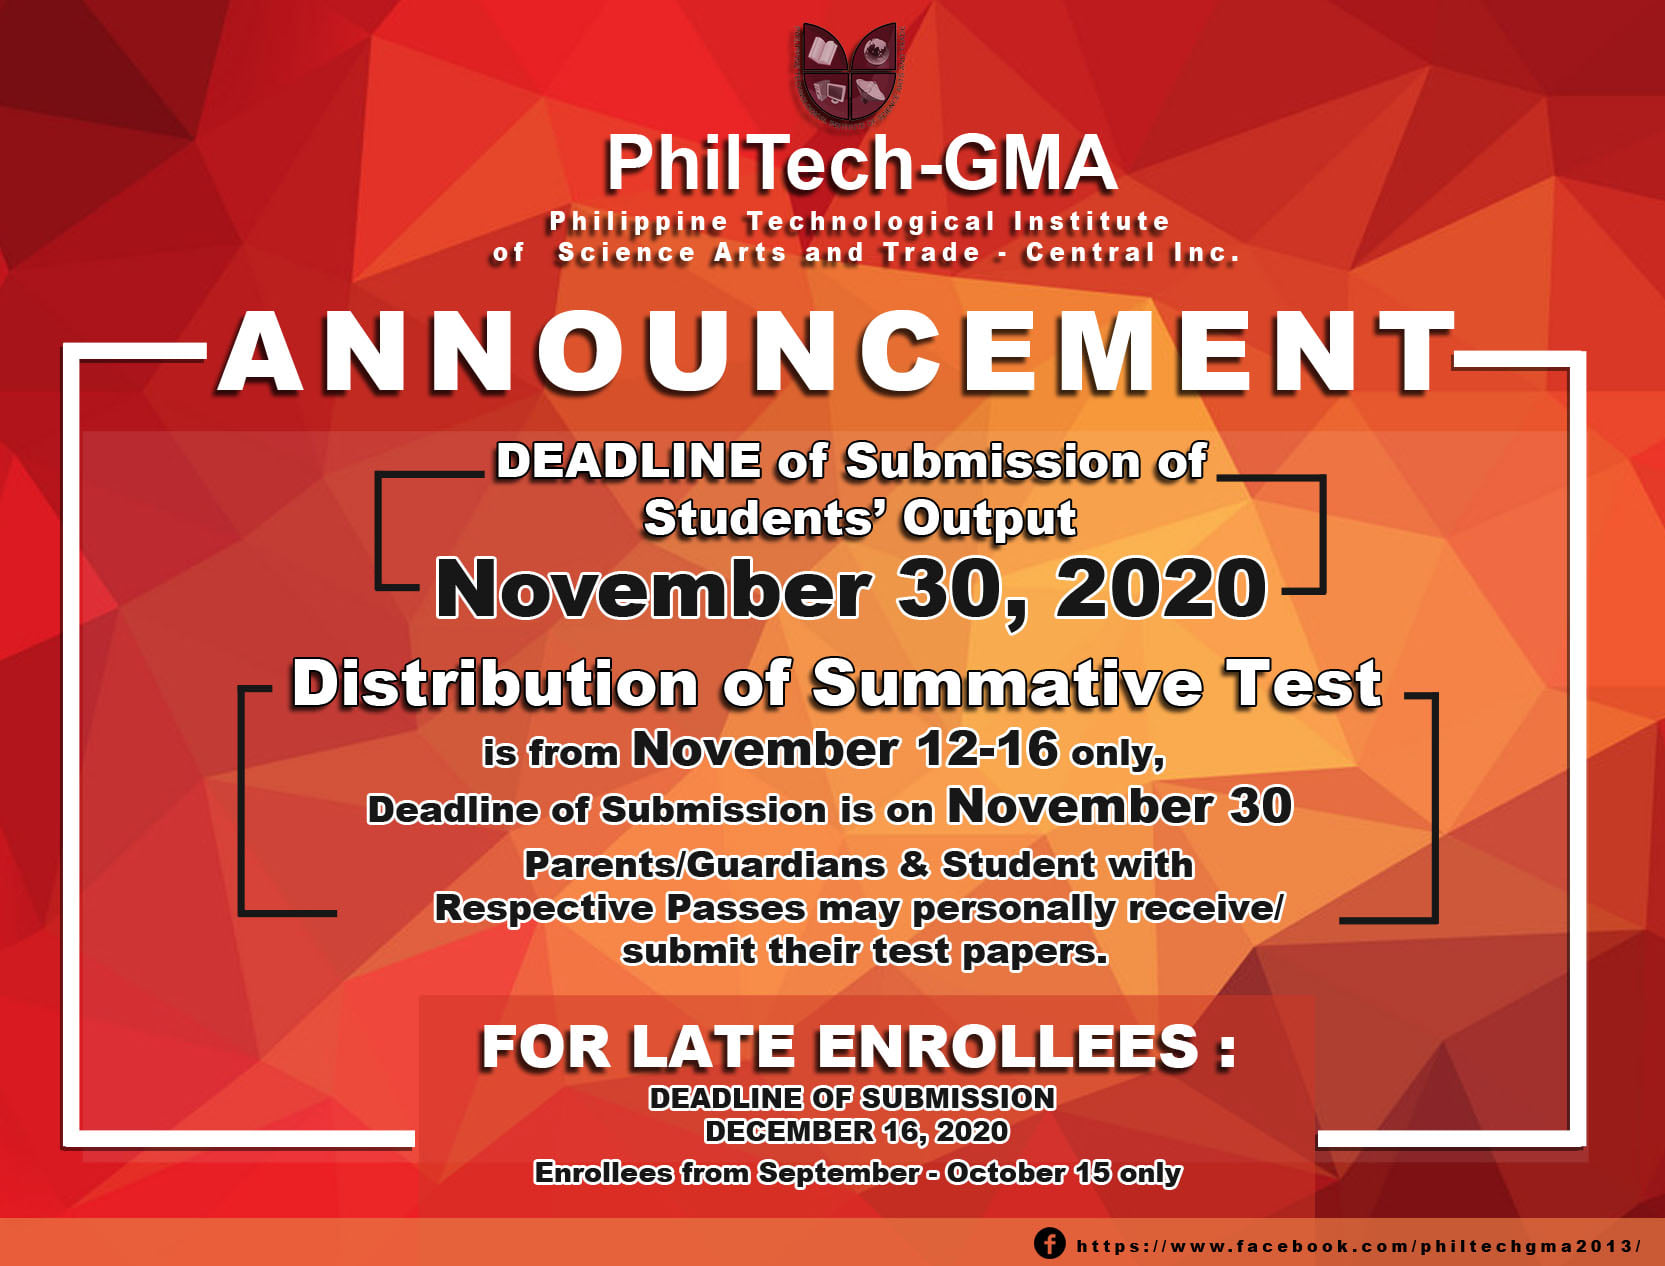 PhilTech-GMA
Philippine Technological Institute
of Science Arts and Trade - Central Inc.
ANNOUNCEMENT
DEADLINE of Submission of
Students’ Output
November 30, 2020
Distribution of Summative Test
is from November 12-16 only,
Deadline of Submission is on November 30
Parents/Guardians & Student with
Respective Passes may personally receive/
submit their test papers.
FOR LATE ENROLLEES :
DEADLINE OF SUBMISSION
DECEMBER 16, 2020
Enrollees from September - October 15 only
https://www.facebook.com/philtechgma2013/